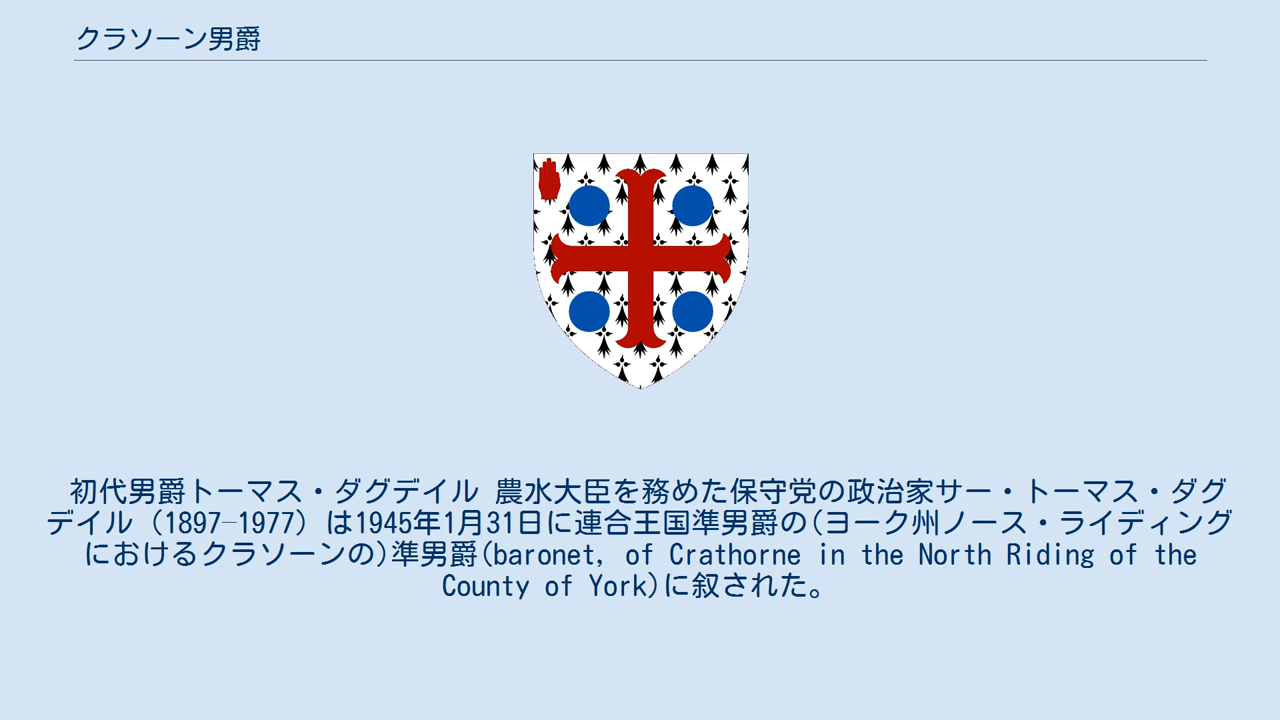 クラソーン男爵
初代男爵トーマス・ダグデイル 農水大臣を務めた保守党の政治家サー・トーマス・ダグ
デイル (1897–1977) は1945年1月31日に連合王国準男爵の(ヨーク州ノース・ライディング
におけるクラソーンの)準男爵(baronet, of Crathorne in the North Riding of the
County of York)に叙された。